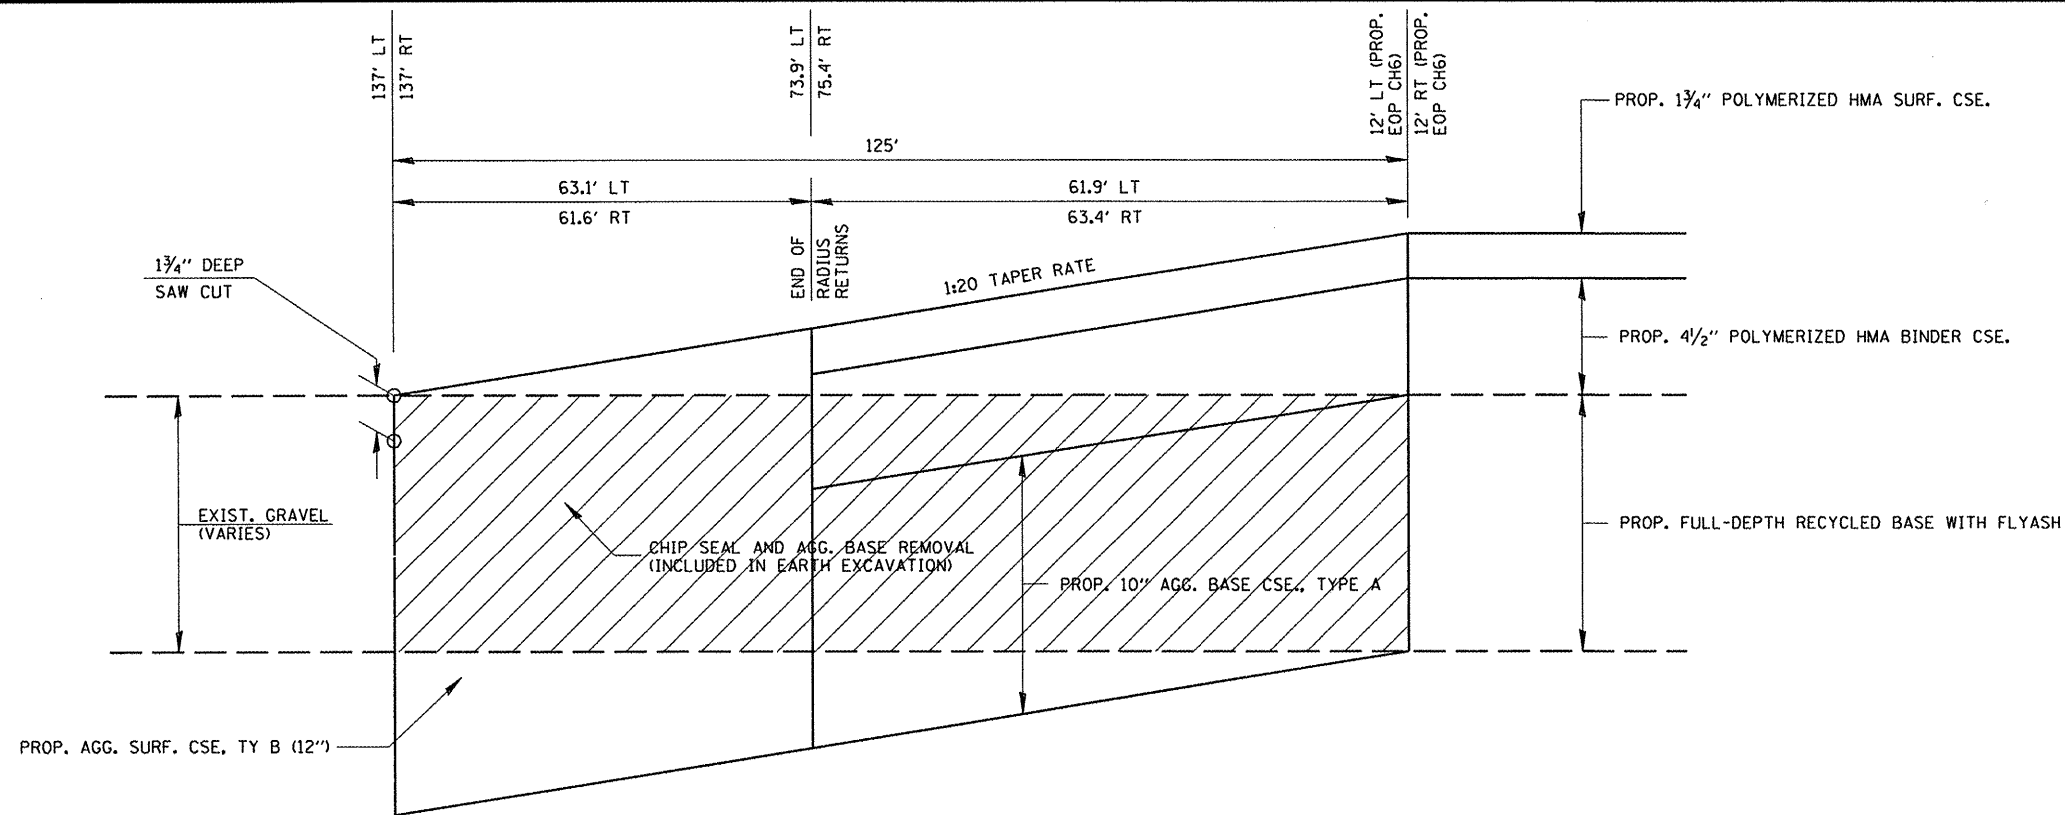 137' LT
137' RT
73.9' LT
75.4' RT
12' LT (PROP.
EOP CH6)
12' RT (PROP.
EOP CH6)
PROP. 1¾" POLYMERIZED HMA SURF. CSE.
125'
63.1' LT
61.6' RT
61.9' LT
63.4' RT
END OF
RADIUS
RETURNS
1:20 TAPER RATE
1¾" DEEP
SAW CUT
PROP. 4½" POLYMERIZED HMA BINDER CSE.
EXIST. GRAVEL
(VARIES)
CHIP SEAL AND AGG. BASE REMOVAL
(INCLUDED IN EARTH EXCAVATION)
PROP. FULL-DEPTH RECYCLED BASE WITH FLYASH
PROP. 10" AGG. BASE CSE., TYPE A
PROP. AGG. SURF. CSE, TY B (12")